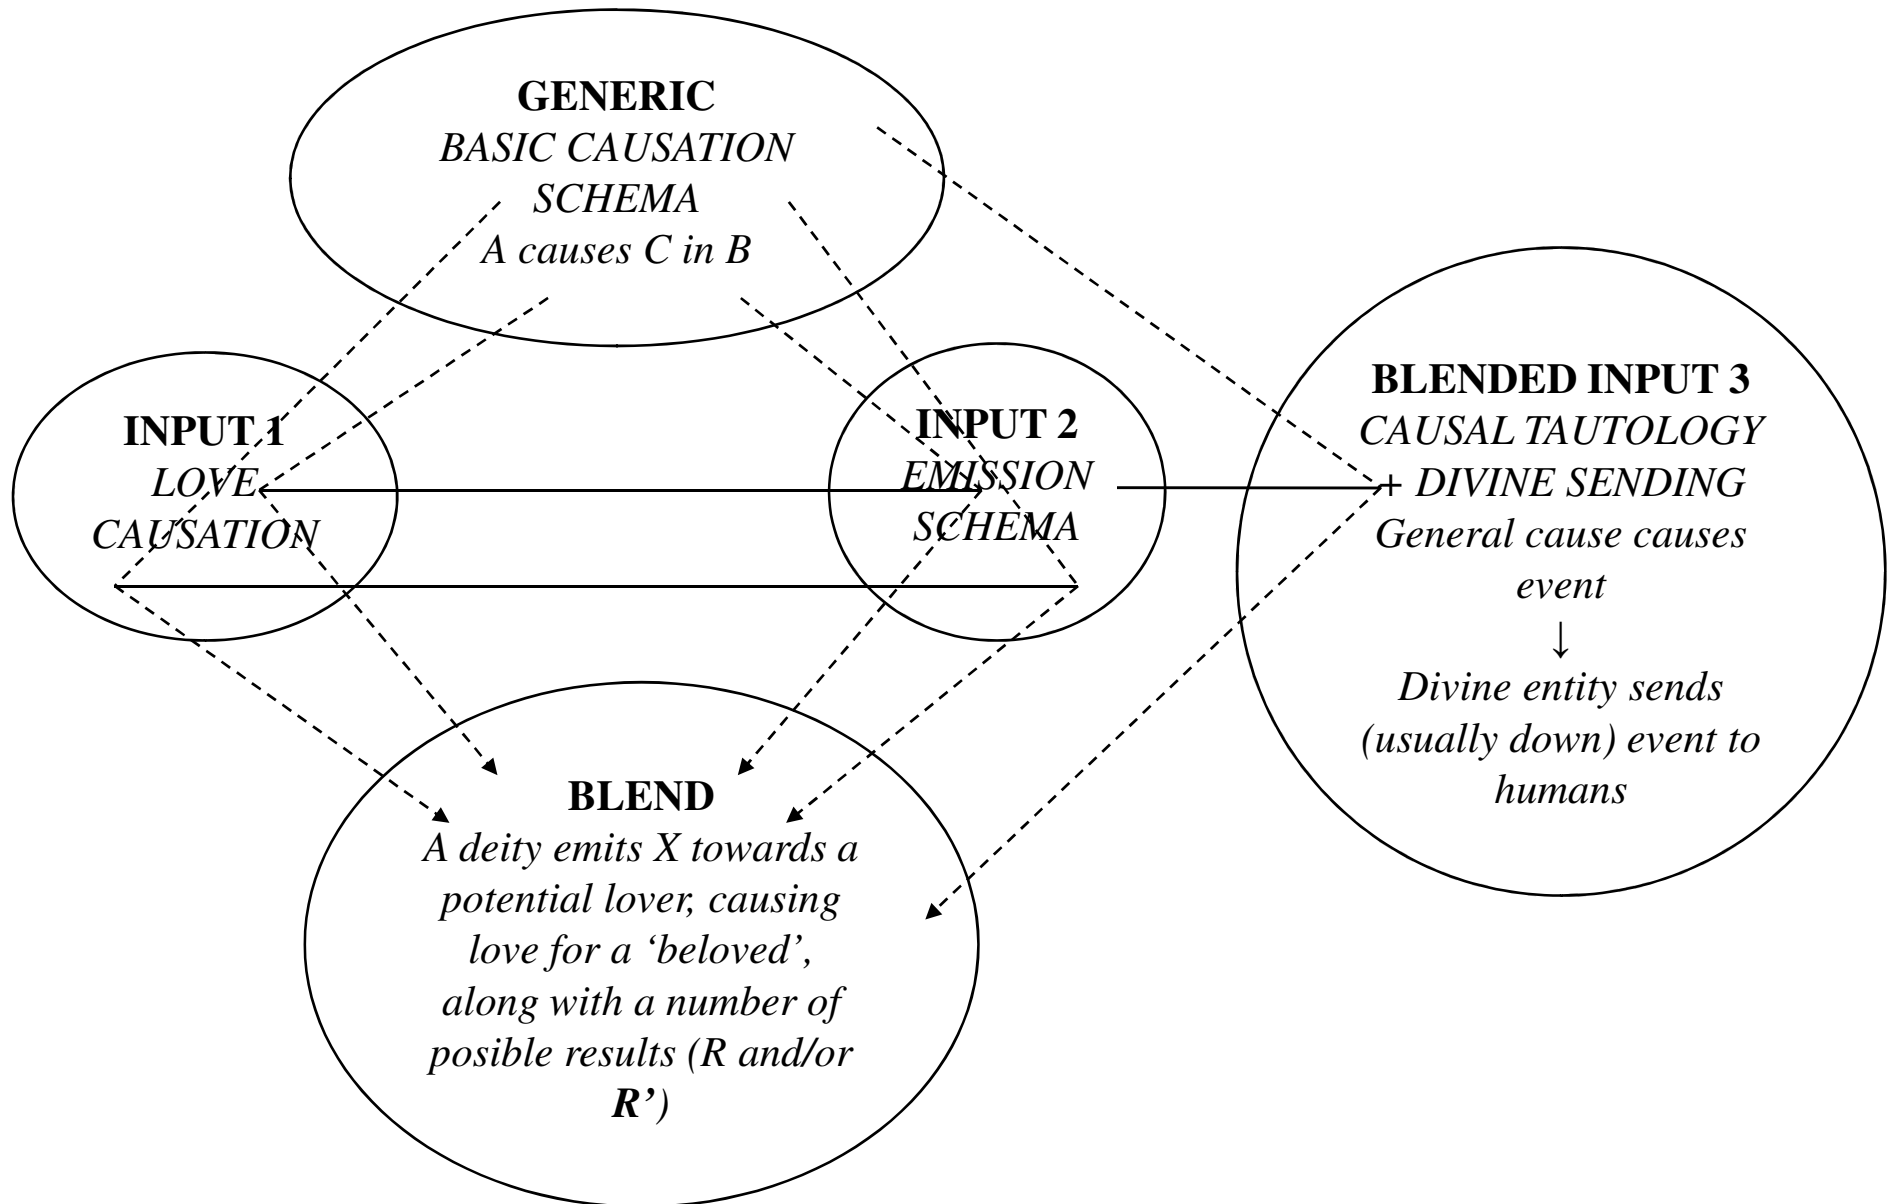 GENERIC
BASIC CAUSATION
SCHEMA
A causes C in B
INPUT 1
LOVE
CAUSATION
INPUT 2
EMISSION
SCHEMA
BLENDED INPUT 3
CAUSAL TAUTOLOGY
+ DIVINE SENDING
General cause causes
event
↓
Divine entity sends
(usually down) event to
humans
BLEND
A deity emits X towards a
potential lover, causing
love for a ‘beloved’,
along with a number of
posible results (R and/or
R’)